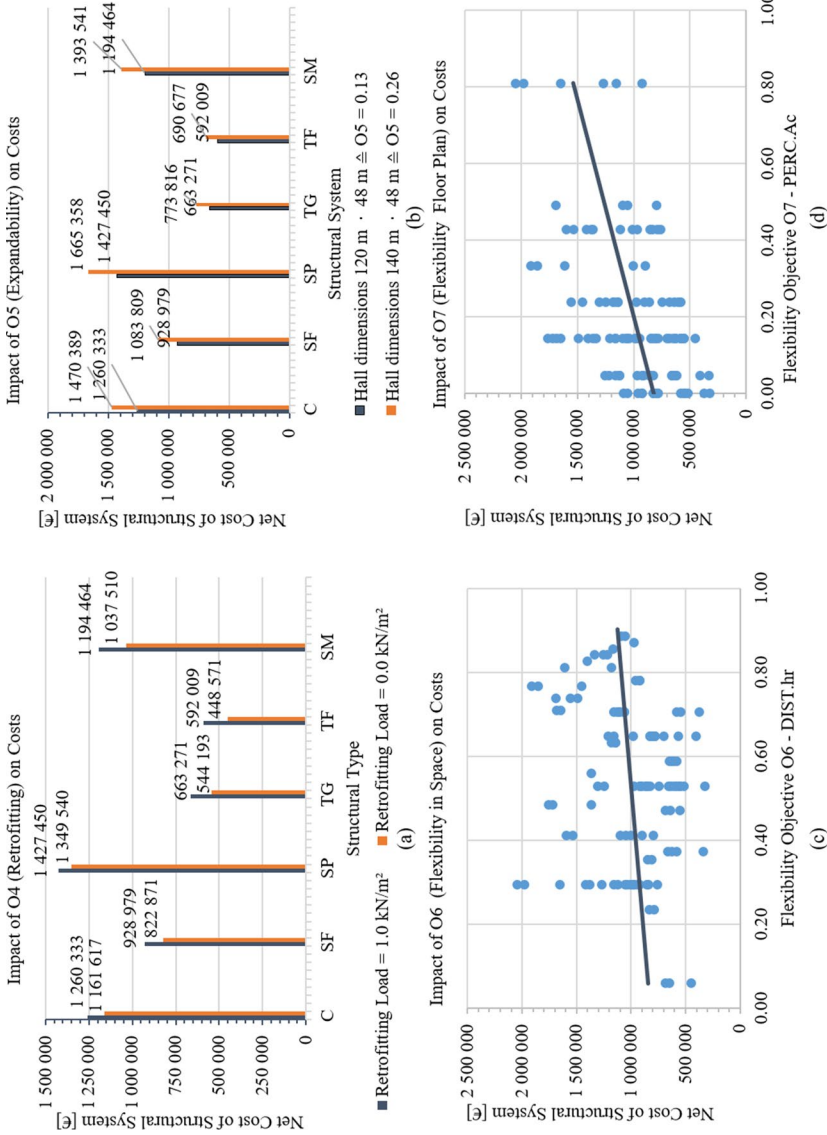 Impact of O4 (Retrofitting) on Costs
Net Cost of Structural System [€]
1 500 000
1 250 000
1 000 000
750 000
500 000
250 000
1 260 333
1 161 617
928 979
822 871
1 427 450
1 349 540
663 271
544 193
592 009
448 571
1 194 464
1 037 510
C SF SP TG TF SM
Structural Type
Retrofitting Load = 1.0 kN/m² Retrofitting Load = 0.0 kN/m²
(a)
Impact of O5 (Expandability) on Costs
Net Cost of Structural System [€]
2 000 000
1 500 000
1 000 000
500 000
0
1 470 389
1 260 333
1 083 809
928 979
1 665 358
1 427 450
773 816
663 271
690 677
592 009
1 393 541
1 194 464
C SF SP TG TF SM
Structural System
(b)
Hall dimensions 120 m · 48 m ≙ O5 = 0.13
Hall dimensions 140 m · 48 m ≙ O5 = 0.26
Impact of O6 (Flexibility in Space) on Costs
Net Cost of Structural System [€]
2 500 000
2 000 000
1 500 000
1 000 000
500 000
0
0.00 0.20 0.40 0.60 0.80 1.00
Flexibility Objective O6 - DIST.hr
(c)
Impact of O7 (Flexibility Floor Plan) on Costs
Net Cost of Structural System [€]
2 500 000
2 000 000
1 500 000
1 000 000
500 000
0
0.00 0.20 0.40 0.60 0.80 1.00
Flexibility Objective O7 - PERC.Ac
(d)